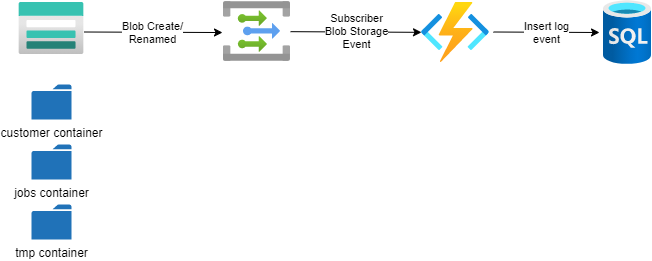 Blob Create/
Renamed
Subscriber
Blob Storage
Event
Insert log
event
SQL
customer container
jobs container
tmp container